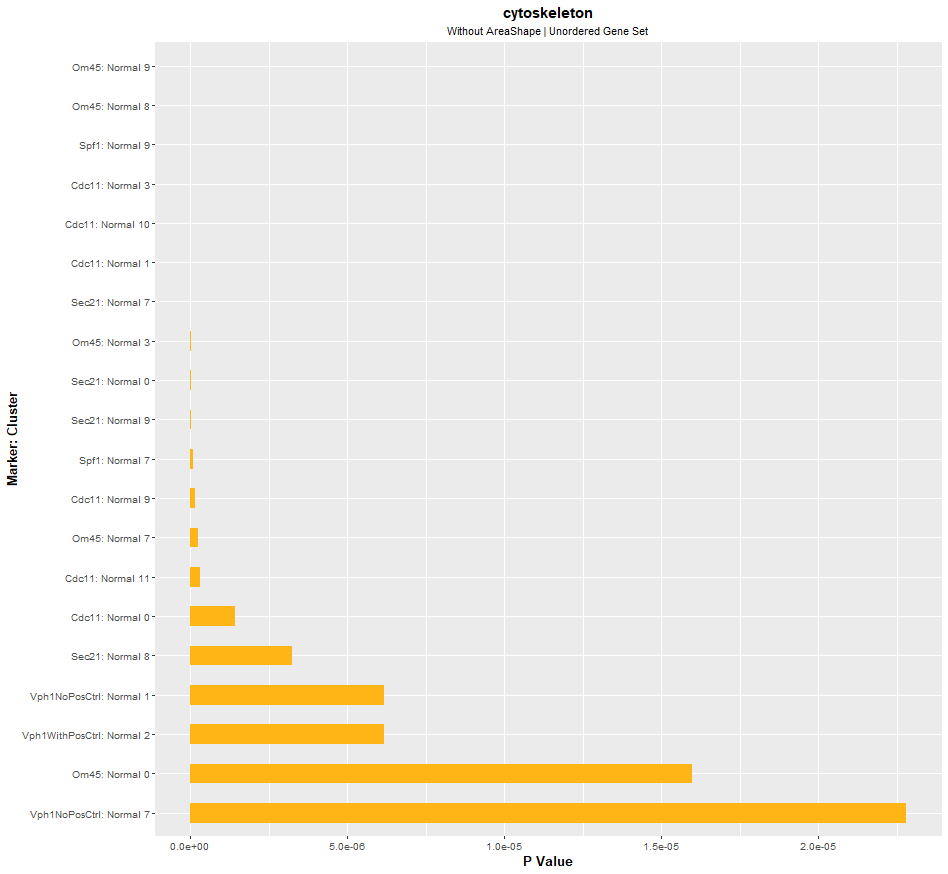 cytoskeleton
Without AreaShape | Unordered Gene Set
Marker: Cluster
Om45: Normal 9
Om45: Normal 8
Spf1: Normal 9
Cdc11: Normal 3
Cdc11: Normal 10
Cdc11: Normal 1
Sec21: Normal 7
Om45: Normal 3
Sec21: Normal 0
Sec21: Normal 9
Spf1: Normal 7
Cdc11: Normal 9
Om45: Normal 7
Cdc11: Normal 11
Cdc11: Normal 0
Sec21: Normal 8
Vph1NoPosCtrl: Normal 1
Vph1WithPosCtrl: Normal 2
Om45: Normal 0
Vph1NoPosCtrl: Normal 7
0.0e+00 5.0e-06 1.0e-05 1.5e-05 2.0e-05
P Value